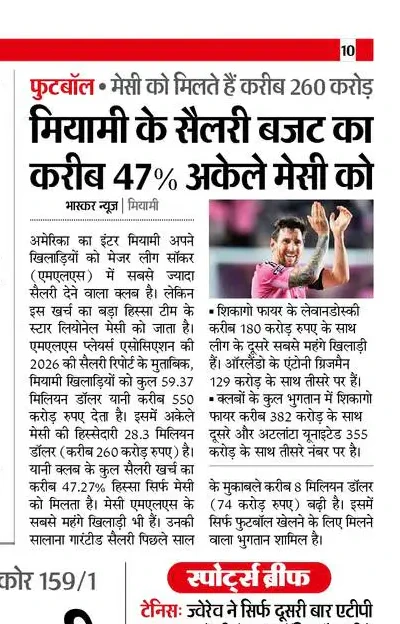 10
फुटबॉल • मेसी को मिलते हैं करीब 260 करोड़
मियामी के सैलरी बजट का
करीब 47% अकेले मेसी को
भास्कर न्यूज | मियामी
अमेरिका का इंटर मियामी अपने
खिलाड़ियों को मेजर लीग सॉकर
(एमएलएस) में सबसे ज्यादा
सैलरी देने वाला क्लब है। लेकिन
इस खर्च का बड़ा हिस्सा टीम के
स्टार लियोनेल मेसी को जाता है।
एमएलएस प्लेयर्स एसोसिएशन की
2026 की सैलरी रिपोर्ट के मुताबिक,
मियामी खिलाड़ियों को कुल 59.37
मिलियन डॉलर यानी करीब 550
करोड़ रुपए देता है। इसमें अकेले
मेसी की हिस्सेदारी 28.3 मिलियन
डॉलर (करीब 260 करोड़ रुपए) है।
यानी क्लब के कुल सैलरी खर्च का
करीब 47.27% हिस्सा सिर्फ मेसी
को मिलता है। मेसी एमएलएस के
सबसे महंगे खिलाड़ी भी हैं। उनकी
सालाना गारंटीड सैलरी पिछले साल
▪ शिकागो फायर के लेवानडोस्की
करीब 180 करोड़ रुपए के साथ
लीग के दूसरे सबसे महंगे खिलाड़ी
हैं। ऑरलैंडो के एंटोनी ग्रिजमैन
129 करोड़ के साथ तीसरे पर हैं।
▪ क्लबों के कुल भुगतान में शिकागो
फायर करीब 382 करोड़ के साथ
दूसरे और अटलांटा यूनाइटेड 355
करोड़ के साथ तीसरे नंबर पर है।
के मुकाबले करीब 8 मिलियन डॉलर
(74 करोड़ रुपए) बढ़ी है। इसमें
सिर्फ फुटबॉल खेलने के लिए मिलने
वाला भुगतान शामिल है।
कोर 159/1
स्पोर्ट्स ब्रीफ
टेनिस: ज्वेरेव ने सिर्फ दूसरी बार एटीपी